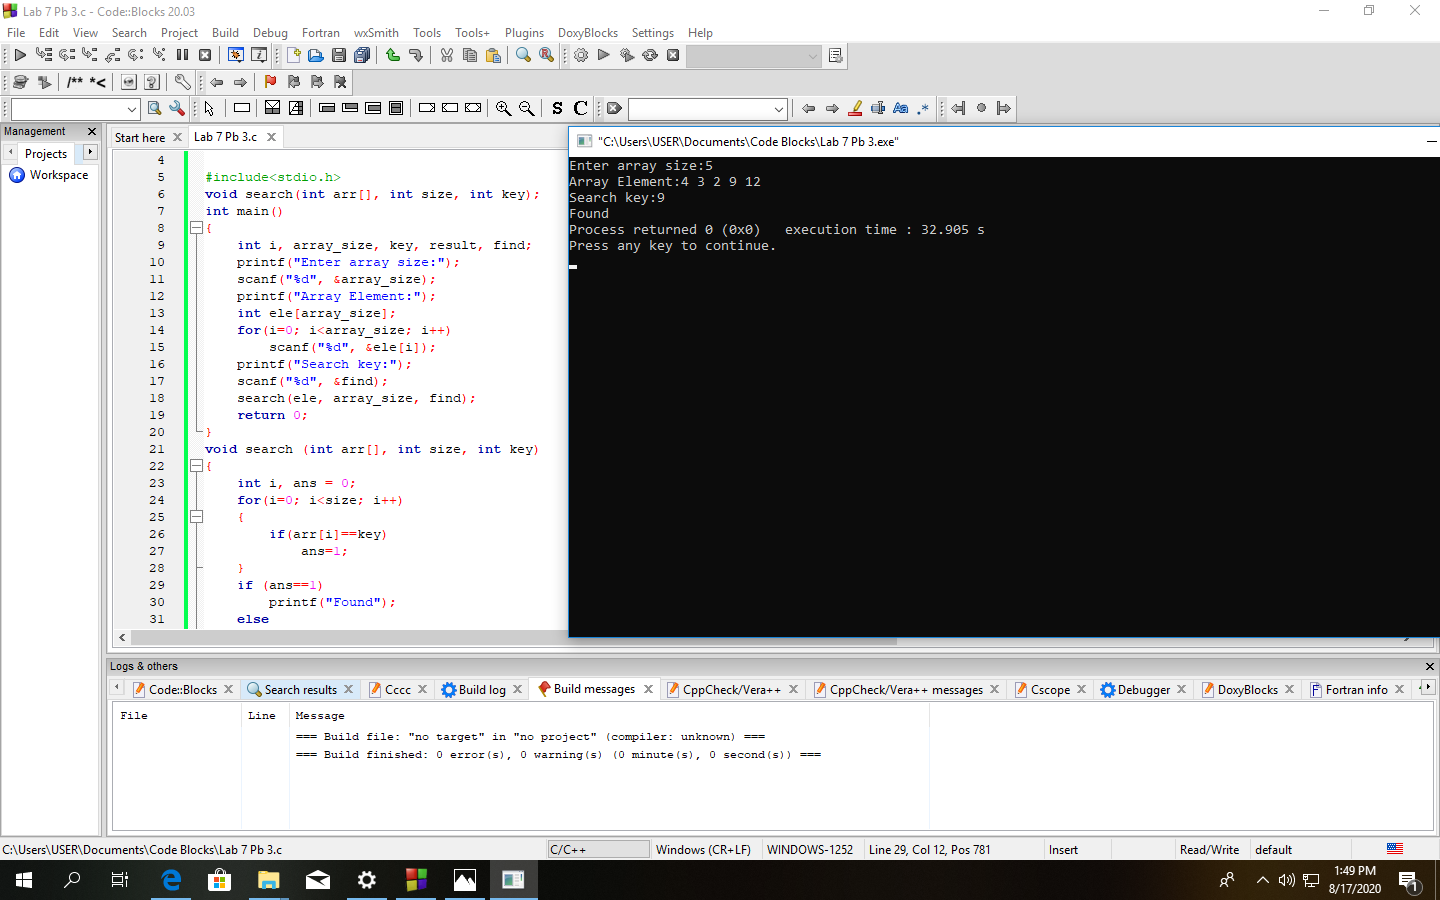 Lab 7 Pb 3.c - Code::Blocks 20.03
File Edit View Search Project Build Debug Fortran wxSmith Tools Tools+ Plugins DoxyBlocks Settings Help
/** *<
S C
Aa .*
Management
Projects
Workspace
Start here Lab 7 Pb 3.c
4
5 #include<stdio.h>
6 void search(int arr[], int size, int key);
7 int main()
8 {
9 int i, array_size, key, result, find;
10 printf("Enter array size:");
11 scanf("%d", &array_size);
12 printf("Array Element:");
13 int ele[array_size];
14 for(i=0; i<array_size; i++)
15 scanf("%d", &ele[i]);
16 printf("Search key:");
17 scanf("%d", &find);
18 search(ele, array_size, find);
19 return 0;
20 }
21 void search (int arr[], int size, int key)
22 {
23 int i, ans = 0;
24 for(i=0; i<size; i++)
25 {
26 if(arr[i]==key)
27 ans=1;
28 }
29 if (ans==1)
30 printf("Found");
31 else
"C:\Users\USER\Documents\Code Blocks\Lab 7 Pb 3.exe"
Enter array size:5
Array Element:4 3 2 9 12
Search key:9
Found
Process returned 0 (0x0)   execution time : 32.905 s
Press any key to continue.
Logs & others
Code::Blocks Search results Cccc Build log Build messages CppCheck/Vera++ CppCheck/Vera++ messages Cscope Debugger DoxyBlocks Fortran info
File Line Message
=== Build file: "no target" in "no project" (compiler: unknown) ===
=== Build finished: 0 error(s), 0 warning(s) (0 minute(s), 0 second(s)) ===
C:\Users\USER\Documents\Code Blocks\Lab 7 Pb 3.c C/C++ Windows (CR+LF) WINDOWS-1252 Line 29, Col 12, Pos 781 Insert Read/Write default
1:49 PM
8/17/2020
1